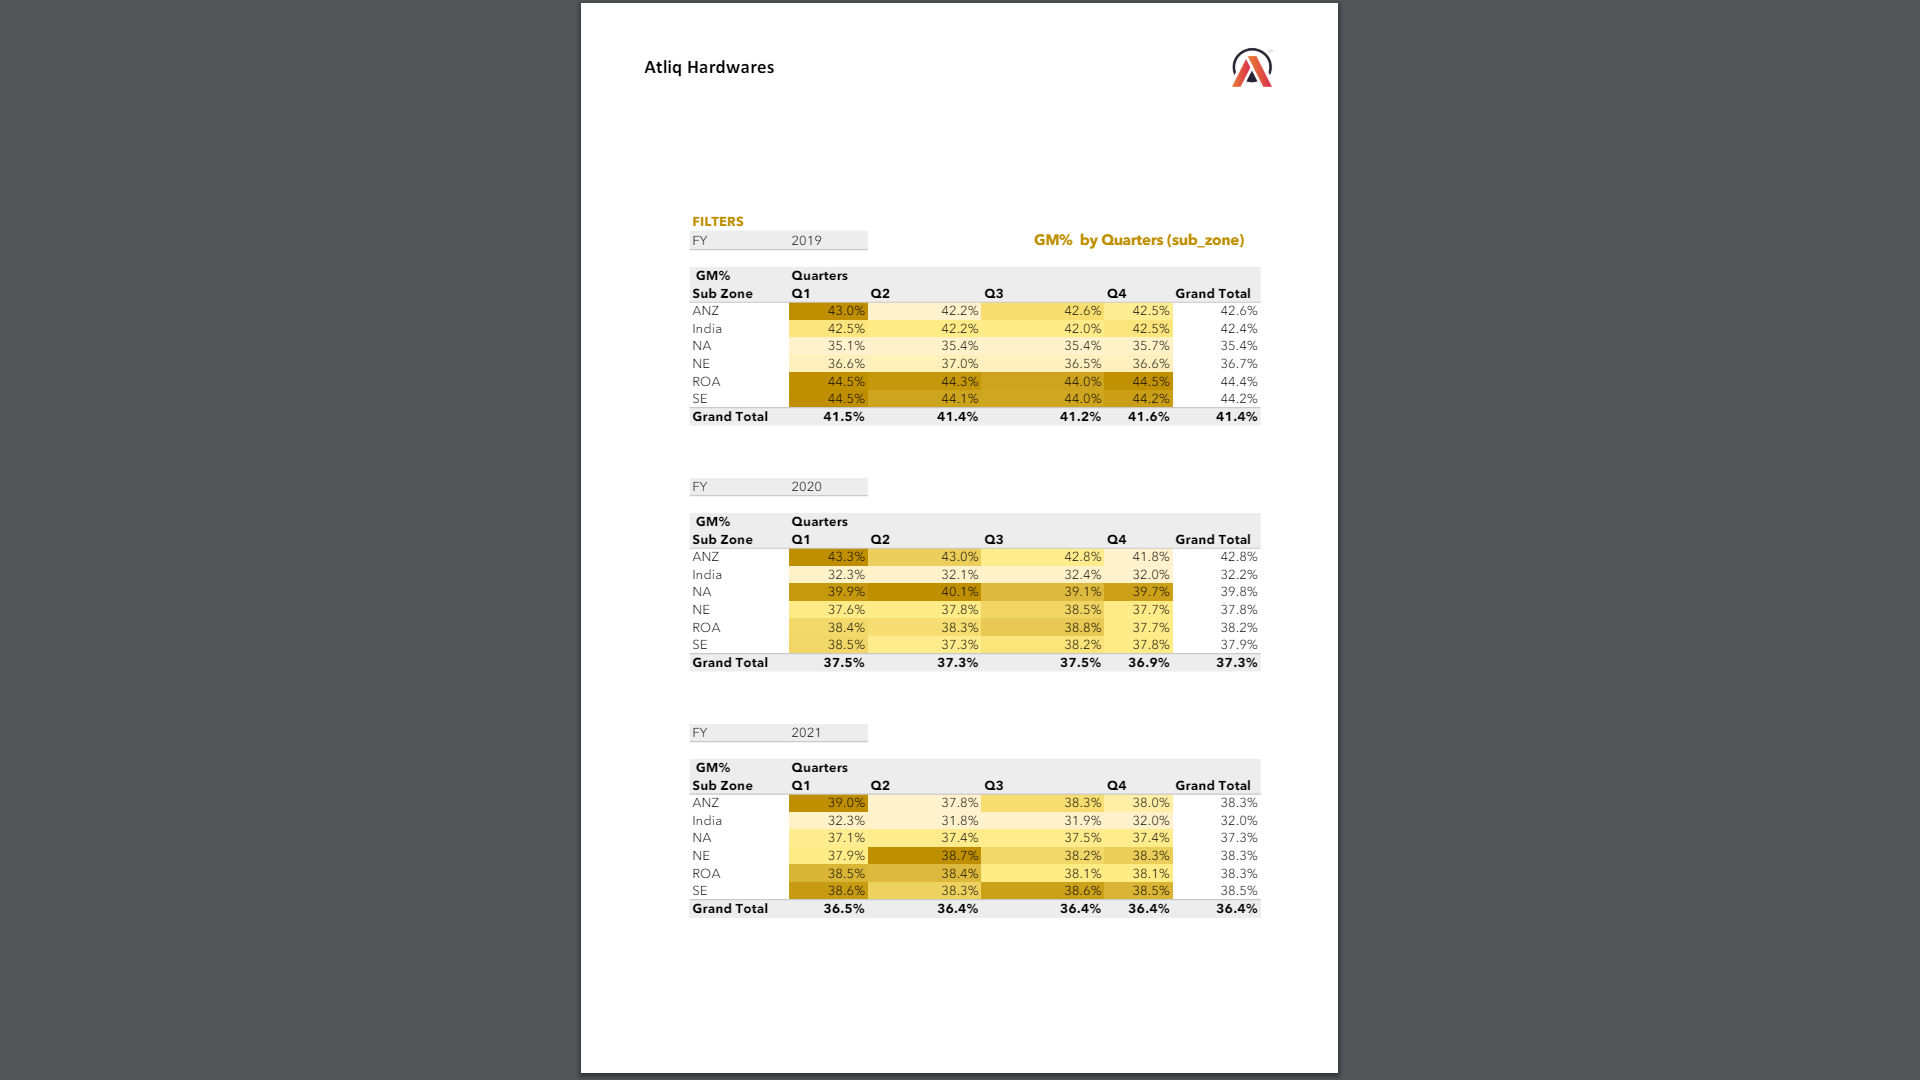 Atliq Hardwares
FILTERS
FY 2019 GM% by Quarters (sub_zone)
GM% Quarters
Sub Zone Q1 Q2 Q3 Q4 Grand Total
ANZ 43.0% 42.2% 42.6% 42.5% 42.6%
India 42.5% 42.2% 42.0% 42.5% 42.4%
NA 35.1% 35.4% 35.4% 35.7% 35.4%
NE 36.6% 37.0% 36.5% 36.6% 36.7%
ROA 44.5% 44.3% 44.0% 44.5% 44.4%
SE 44.5% 44.1% 44.0% 44.2% 44.2%
Grand Total 41.5% 41.4% 41.2% 41.6% 41.4%
FY 2020
GM% Quarters
Sub Zone Q1 Q2 Q3 Q4 Grand Total
ANZ 43.3% 43.0% 42.8% 41.8% 42.8%
India 32.3% 32.1% 32.4% 32.0% 32.2%
NA 39.9% 40.1% 39.1% 39.7% 39.8%
NE 37.6% 37.8% 38.5% 37.7% 37.8%
ROA 38.4% 38.3% 38.8% 37.7% 38.2%
SE 38.5% 37.3% 38.2% 37.8% 37.9%
Grand Total 37.5% 37.3% 37.5% 36.9% 37.3%
FY 2021
GM% Quarters
Sub Zone Q1 Q2 Q3 Q4 Grand Total
ANZ 39.0% 37.8% 38.3% 38.0% 38.3%
India 32.3% 31.8% 31.9% 32.0% 32.0%
NA 37.1% 37.4% 37.5% 37.4% 37.3%
NE 37.9% 38.7% 38.2% 38.3% 38.3%
ROA 38.5% 38.4% 38.1% 38.1% 38.3%
SE 38.6% 38.3% 38.6% 38.5% 38.5%
Grand Total 36.5% 36.4% 36.4% 36.4% 36.4%